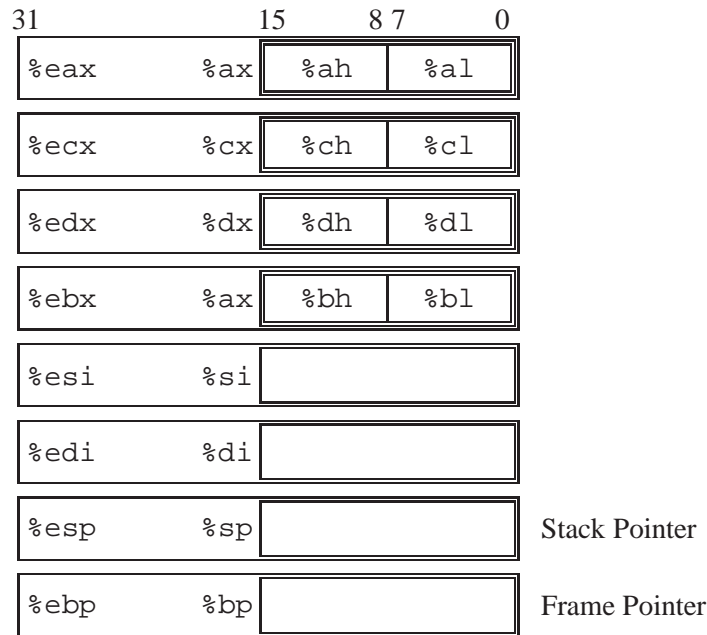 31 15 8 7 0
%eax %ax %ah %al
%ecx %cx %ch %cl
%edx %dx %dh %dl
%ebx %ax %bh %bl
%esi %si
%edi %di
%esp %sp Stack Pointer
%ebp %bp Frame Pointer